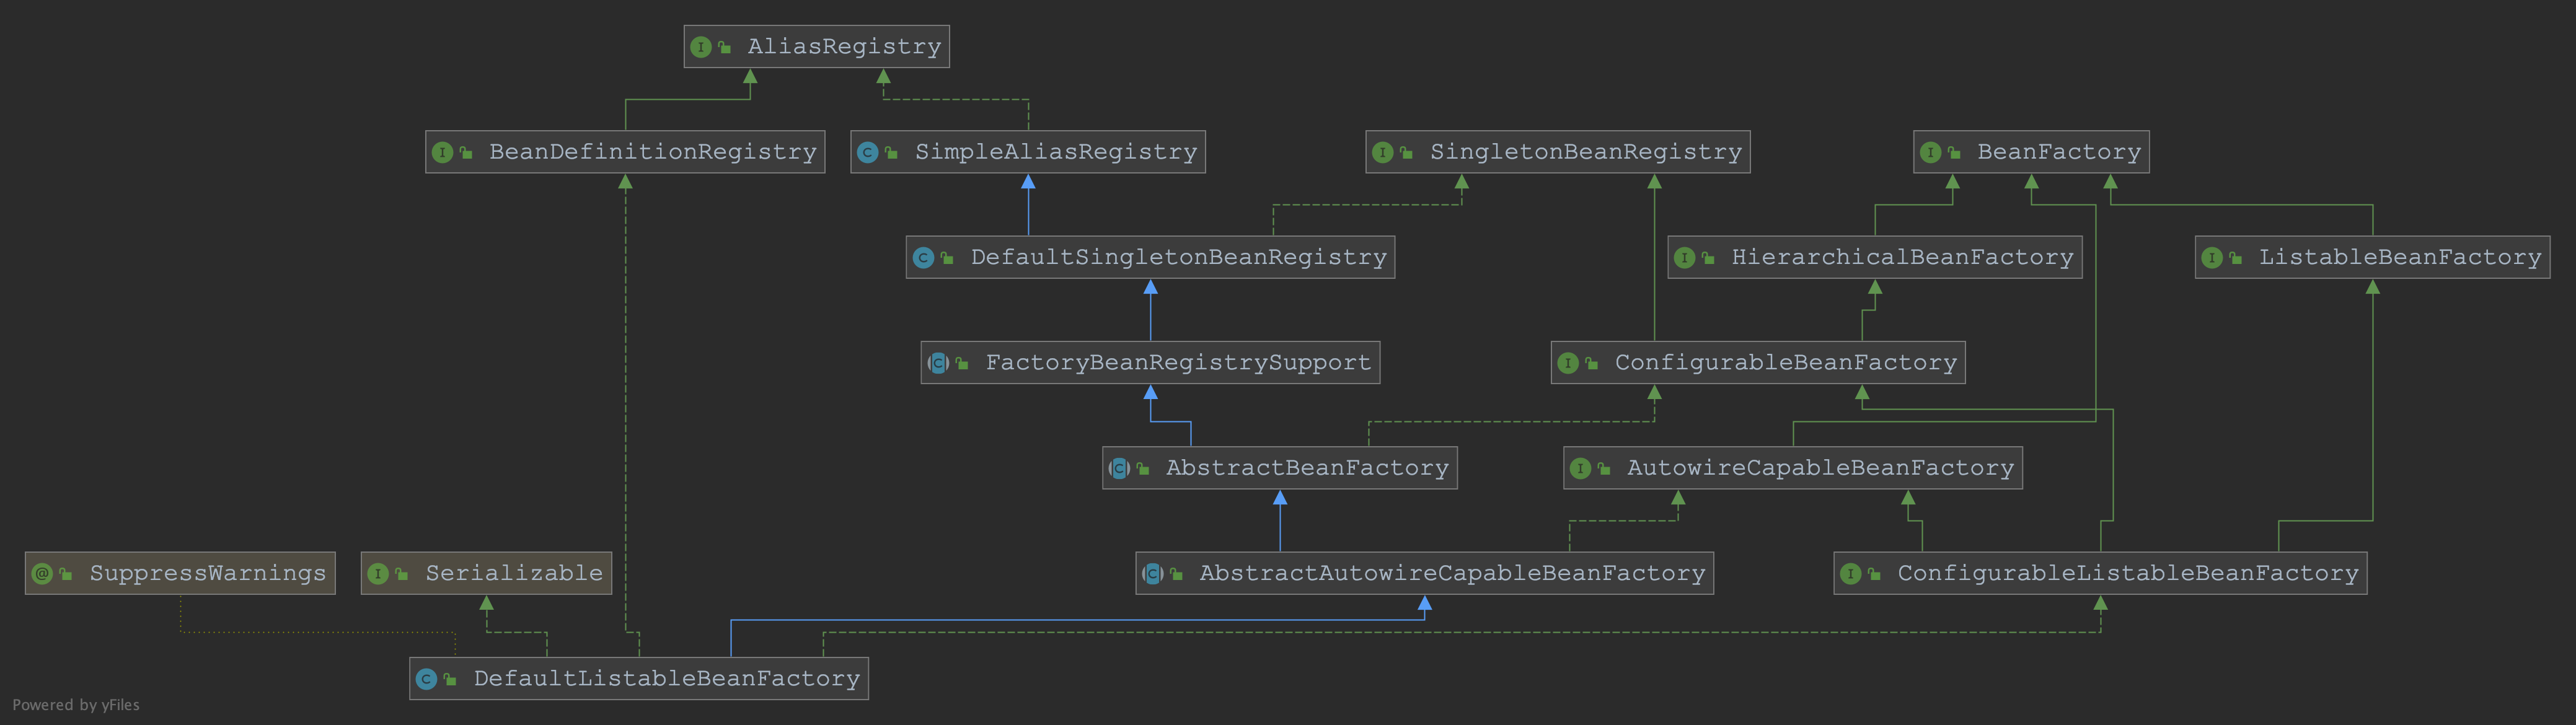 AliasRegistry
BeanDefinitionRegistry
SimpleAliasRegistry
SingletonBeanRegistry
BeanFactory
DefaultSingletonBeanRegistry
HierarchicalBeanFactory
ListableBeanFactory
FactoryBeanRegistrySupport
ConfigurableBeanFactory
AbstractBeanFactory
AutowireCapableBeanFactory
@ SuppressWarnings
Serializable
AbstractAutowireCapableBeanFactory
ConfigurableListableBeanFactory
DefaultListableBeanFactory
Powered by yFiles